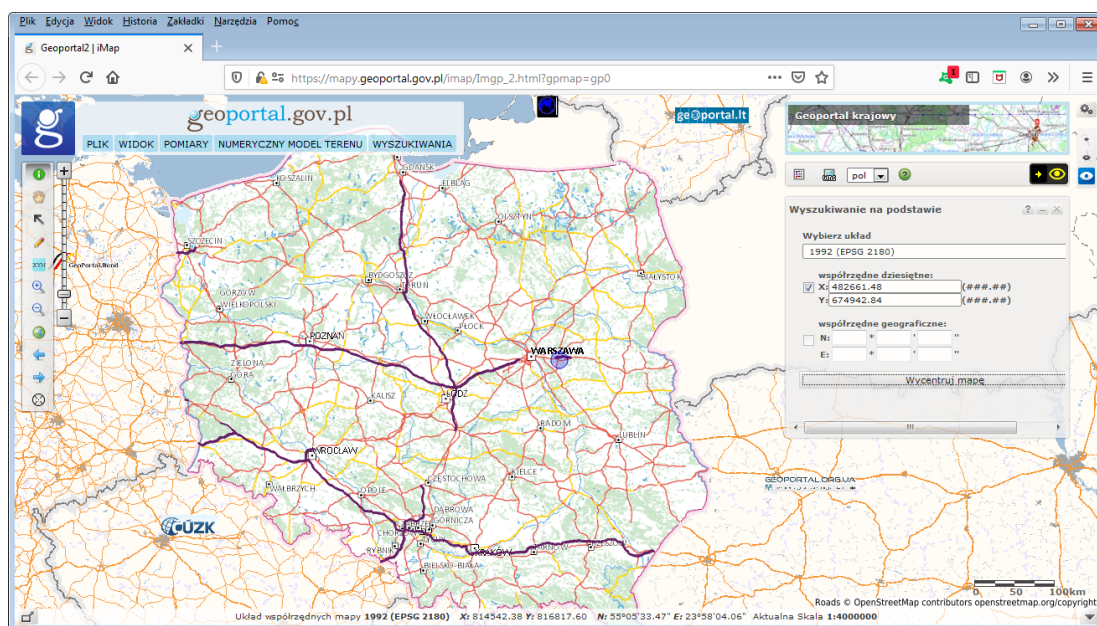 Plik Edycja Widok Historia Zakładki Narzędzia Pomoc
Geoportal2 | iMap
https://mapy.geoportal.gov.pl/imap/Imgp_2.html?gpmap=gp0
1
geoportal.gov.pl
PLIK WIDOK POMIARY NUMERYCZNY MODEL TERENU WYSZUKIWANIA
geoportal.lt
Geoportal krajowy
pol
Wyszukiwanie na podstawie
Wybierz układ
1992 (EPSG 2180)
współrzędne dziesiętne:
X: 482661.48 (###.##)
Y: 674942.84 (###.##)
współrzędne geograficzne:
N: ° ' "
E: ° ' "
Wycentruj mapę
GDAŃSK
KOSZALIN
ELBLĄG
OLSZTYN
SZCZECIN
BIAŁYSTOK
BYDGOSZCZ
TORUŃ
GORZÓW
WIELKOPOLSKI
WŁOCŁAWEK
PŁOCK
POZNAŃ
WARSZAWA
ZIELONA
GÓRA
KALISZ
ŁÓDŹ
RADOM
LUBLIN
WROCŁAW
WAŁBRZYCH
OPOLE
CZĘSTOCHOWA
KIELCE
DĄBROWA
GÓRNICZA
CHORZÓW
RYBNIK
KRAKÓW
TARNÓW
RZESZÓW
BIELSKO-BIAŁA
ČÚZK
GEOPORTAL.ORG.UA
0 50 100km
Roads © OpenStreetMap contributors openstreetmap.org/copyright
Układ współrzędnych mapy 1992 (EPSG 2180) X: 814542.38 Y: 816817.60 N: 55°05'33.47" E: 23°58'04.06" Aktualna Skala 1:4000000